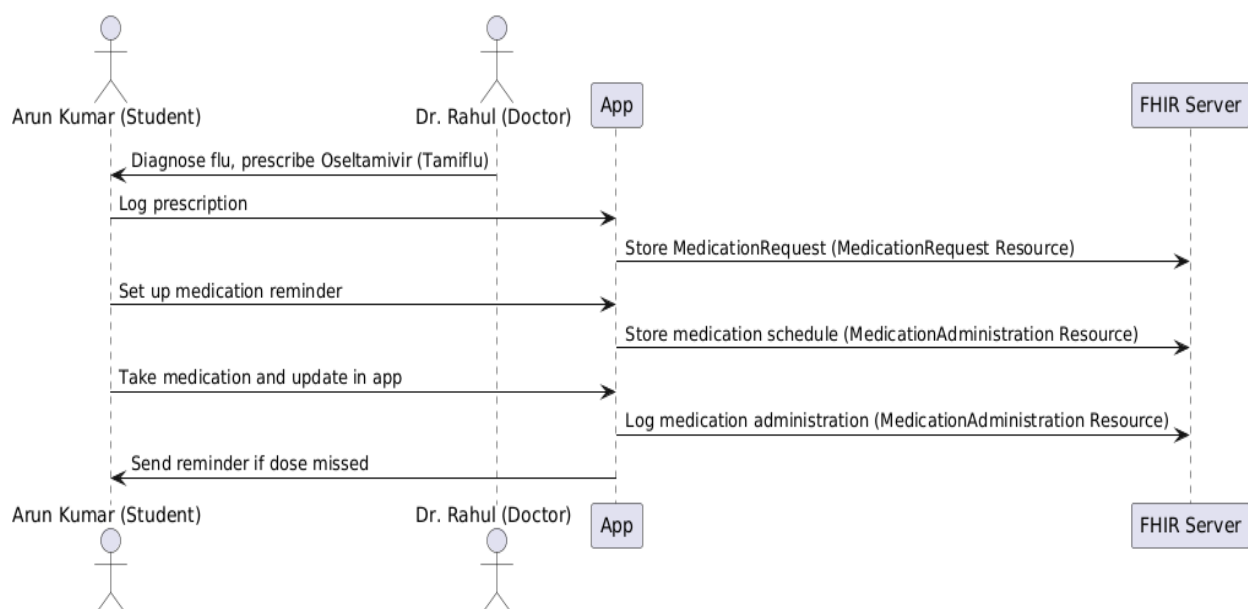 Arun Kumar (Student)
Dr. Rahul (Doctor)
App
FHIR Server
Diagnose flu, prescribe Oseltamivir (Tamiflu)
Log prescription
Store MedicationRequest (MedicationRequest Resource)
Set up medication reminder
Store medication schedule (MedicationAdministration Resource)
Take medication and update in app
Log medication administration (MedicationAdministration Resource)
Send reminder if dose missed
Arun Kumar (Student)
Dr. Rahul (Doctor)
App
FHIR Server